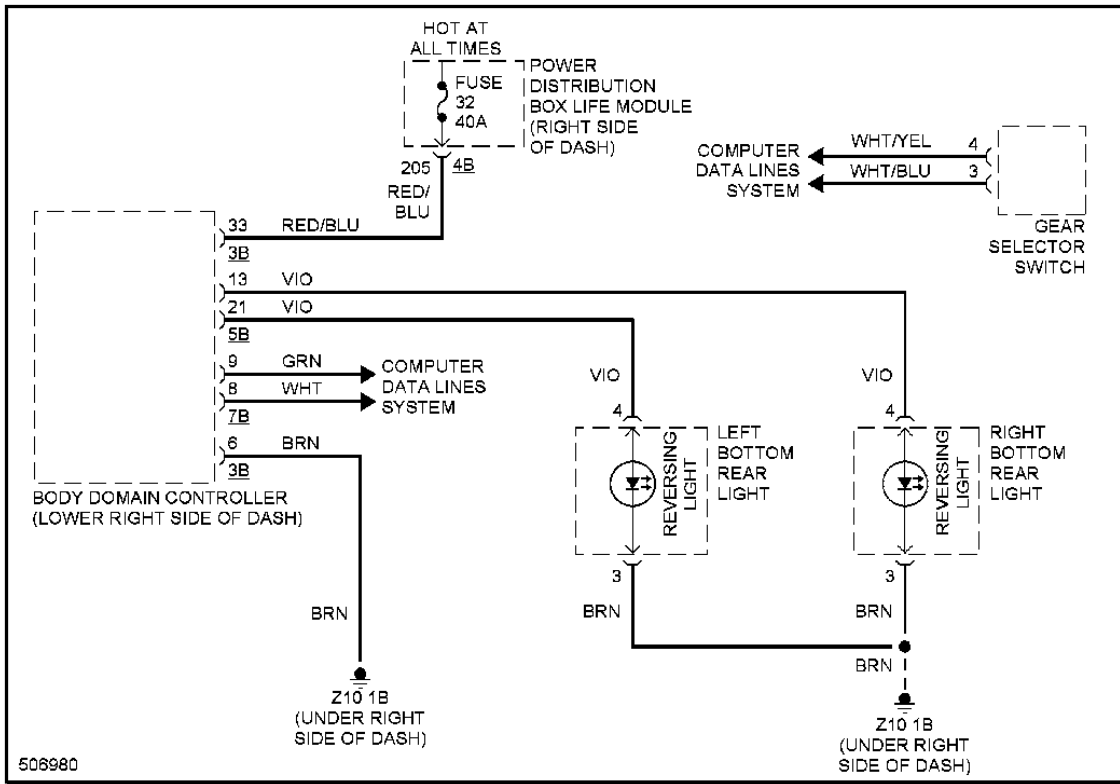 HOT AT
ALL TIMES
FUSE
32
40A
POWER
DISTRIBUTION
BOX LIFE MODULE
(RIGHT SIDE
OF DASH)
205
4B
RED/
BLU
COMPUTER
DATA LINES
SYSTEM
WHT/YEL
4
WHT/BLU
3
GEAR
SELECTOR
SWITCH
33
RED/BLU
3B
13
VIO
21
VIO
5B
9
GRN
8
WHT
7B
COMPUTER
DATA LINES
SYSTEM
6
BRN
3B
BODY DOMAIN CONTROLLER
(LOWER RIGHT SIDE OF DASH)
VIO
4
REVERSING
LIGHT
LEFT
BOTTOM
REAR
LIGHT
3
BRN
VIO
4
REVERSING
LIGHT
RIGHT
BOTTOM
REAR
LIGHT
3
BRN
BRN
BRN
Z10 1B
(UNDER RIGHT
SIDE OF DASH)
Z10 1B
(UNDER RIGHT
SIDE OF DASH)
506980